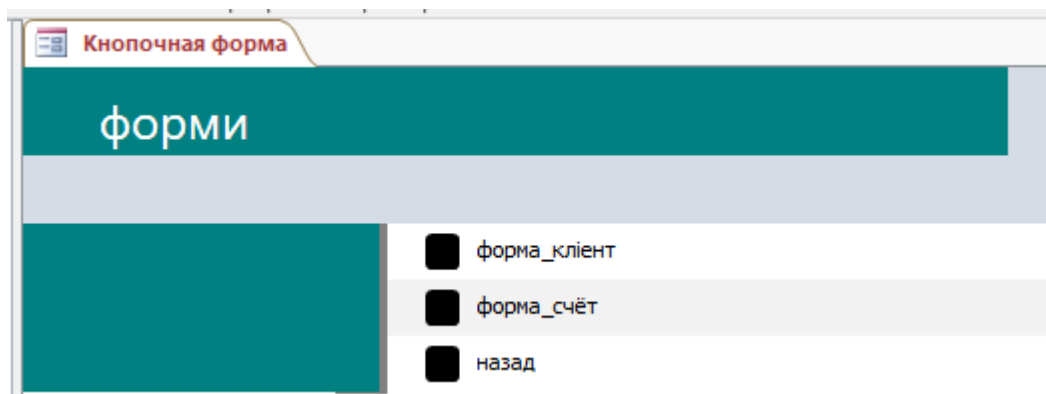 Кнопочная форма
форми
форма_клієнт
форма_счёт
назад